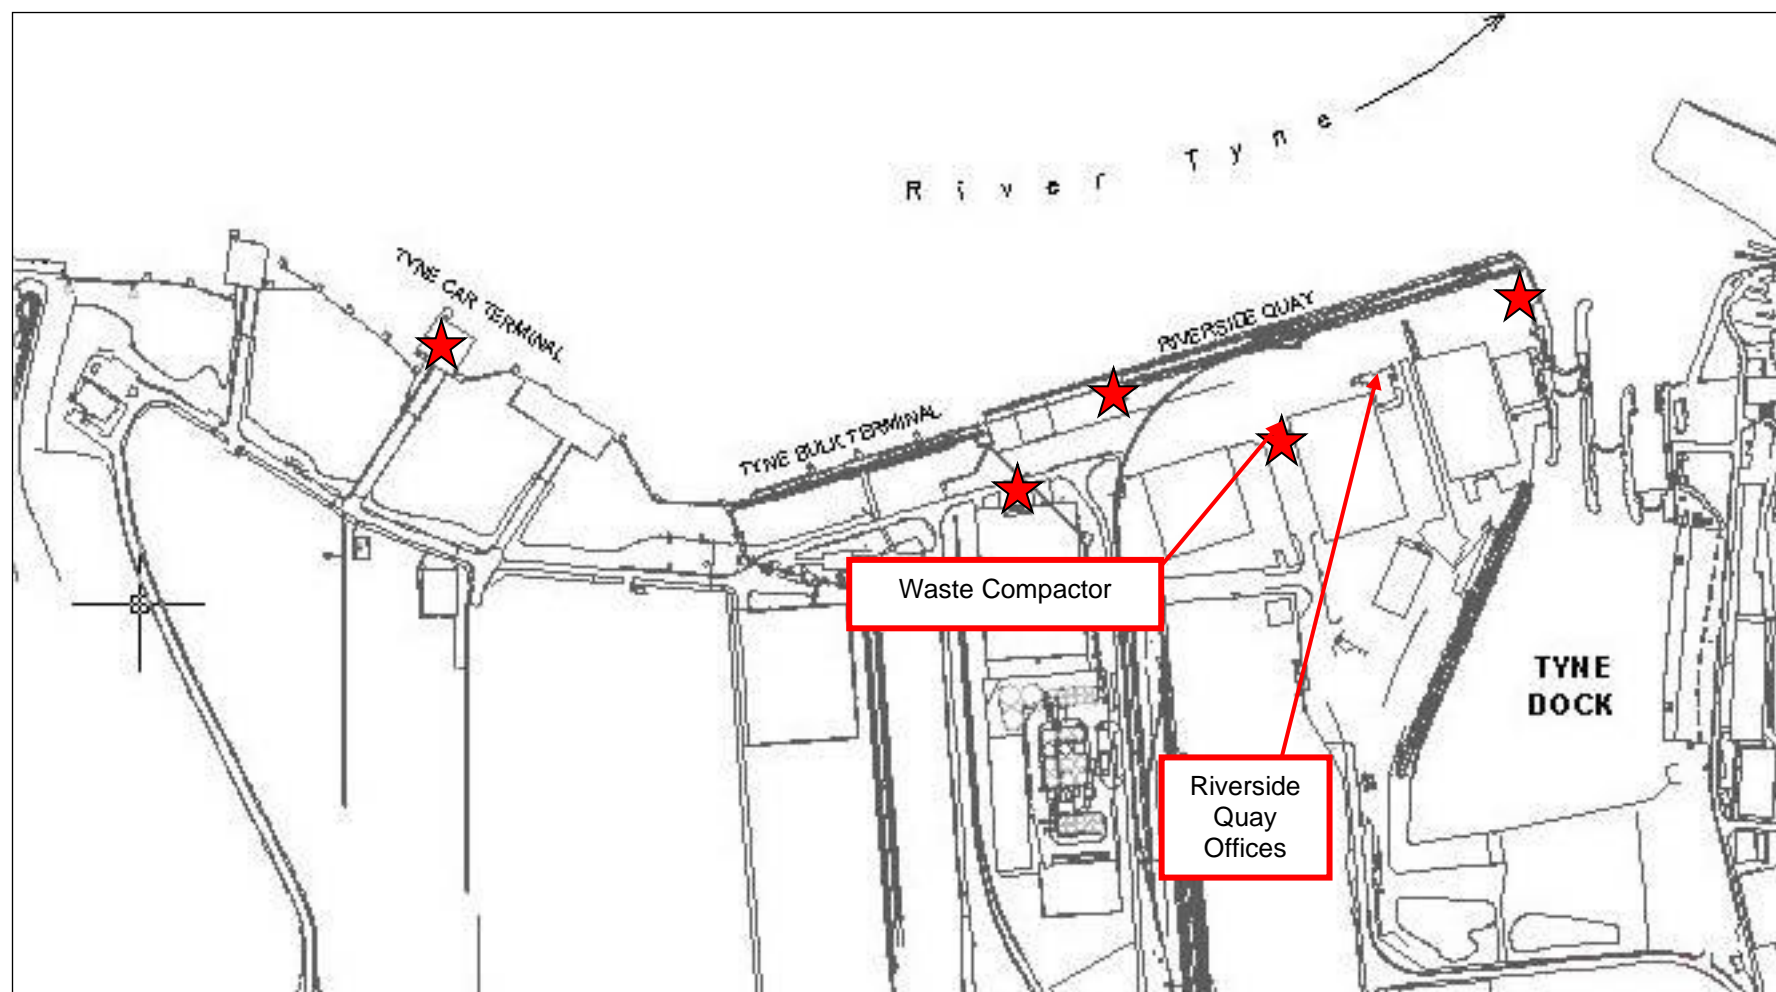 River Tyne
TYNE CAR TERMINAL
RIVERSIDE QUAY
TYNE BULK TERMINAL
Waste Compactor
TYNE
DOCK
Riverside
Quay
Offices